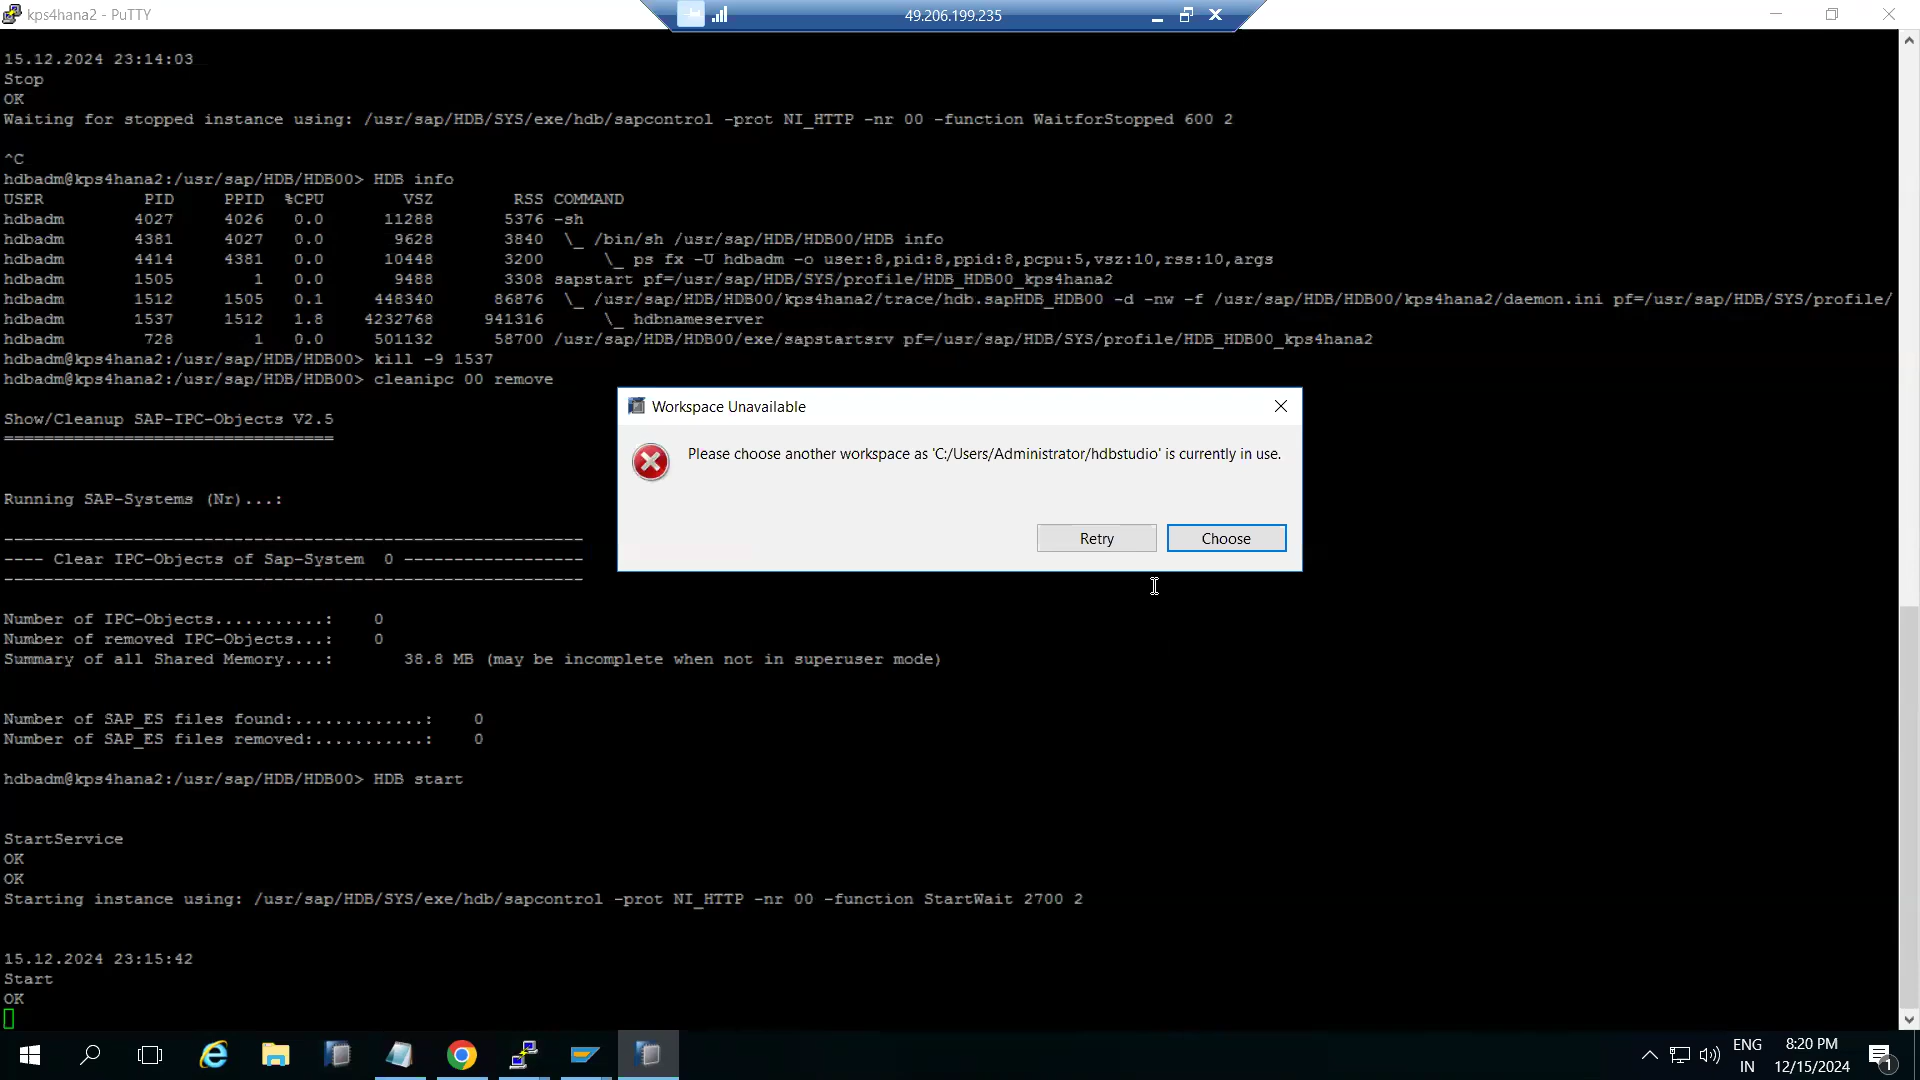 kps4hana2 - PuTTY
49.206.199.235
15.12.2024 23:14:03
Stop
OK
Waiting for stopped instance using: /usr/sap/HDB/SYS/exe/hdb/sapcontrol -prot NI_HTTP -nr 00 -function WaitforStopped 600 2
^C
hdbadm@kps4hana2:/usr/sap/HDB/HDB00> HDB info
USER PID PPID %CPU VSZ RSS COMMAND
hdbadm 4027 4026 0.0 11288 5376 -sh
hdbadm 4381 4027 0.0 9628 3840 \_ /bin/sh /usr/sap/HDB/HDB00/HDB info
hdbadm 4414 4381 0.0 10448 3200 \_ ps fx -U hdbadm -o user:8,pid:8,ppid:8,pcpu:5,vsz:10,rss:10,args
hdbadm 1505 1 0.0 9488 3308 sapstart pf=/usr/sap/HDB/SYS/profile/HDB_HDB00_kps4hana2
hdbadm 1512 1505 0.1 448340 86876 \_ /usr/sap/HDB/HDB00/kps4hana2/trace/hdb.sapHDB_HDB00 -d -nw -f /usr/sap/HDB/HDB00/kps4hana2/daemon.ini pf=/usr/sap/HDB/SYS/profile/
hdbadm 1537 1512 1.8 4232768 941316 \_ hdbnameserver
hdbadm 728 1 0.0 501132 58700 /usr/sap/HDB/HDB00/exe/sapstartsrv pf=/usr/sap/HDB/SYS/profile/HDB_HDB00_kps4hana2
hdbadm@kps4hana2:/usr/sap/HDB/HDB00> kill -9 1537
hdbadm@kps4hana2:/usr/sap/HDB/HDB00> cleanipc 00 remove
Show/Cleanup SAP-IPC-Objects V2.5
=================================
Running SAP-Systems (Nr)...:
----------------------------------------------------------
---- Clear IPC-Objects of Sap-System 0 ------------------
----------------------------------------------------------
Number of IPC-Objects...........: 0
Number of removed IPC-Objects...: 0
Summary of all Shared Memory....: 38.8 MB (may be incomplete when not in superuser mode)
Number of SAP_ES files found:.............: 0
Number of SAP_ES files removed:...........: 0
hdbadm@kps4hana2:/usr/sap/HDB/HDB00> HDB start
StartService
OK
OK
Starting instance using: /usr/sap/HDB/SYS/exe/hdb/sapcontrol -prot NI_HTTP -nr 00 -function StartWait 2700 2
15.12.2024 23:15:42
Start
OK
Workspace Unavailable
Please choose another workspace as 'C:/Users/Administrator/hdbstudio' is currently in use.
Retry
Choose
ENG
IN
8:20 PM
12/15/2024
1